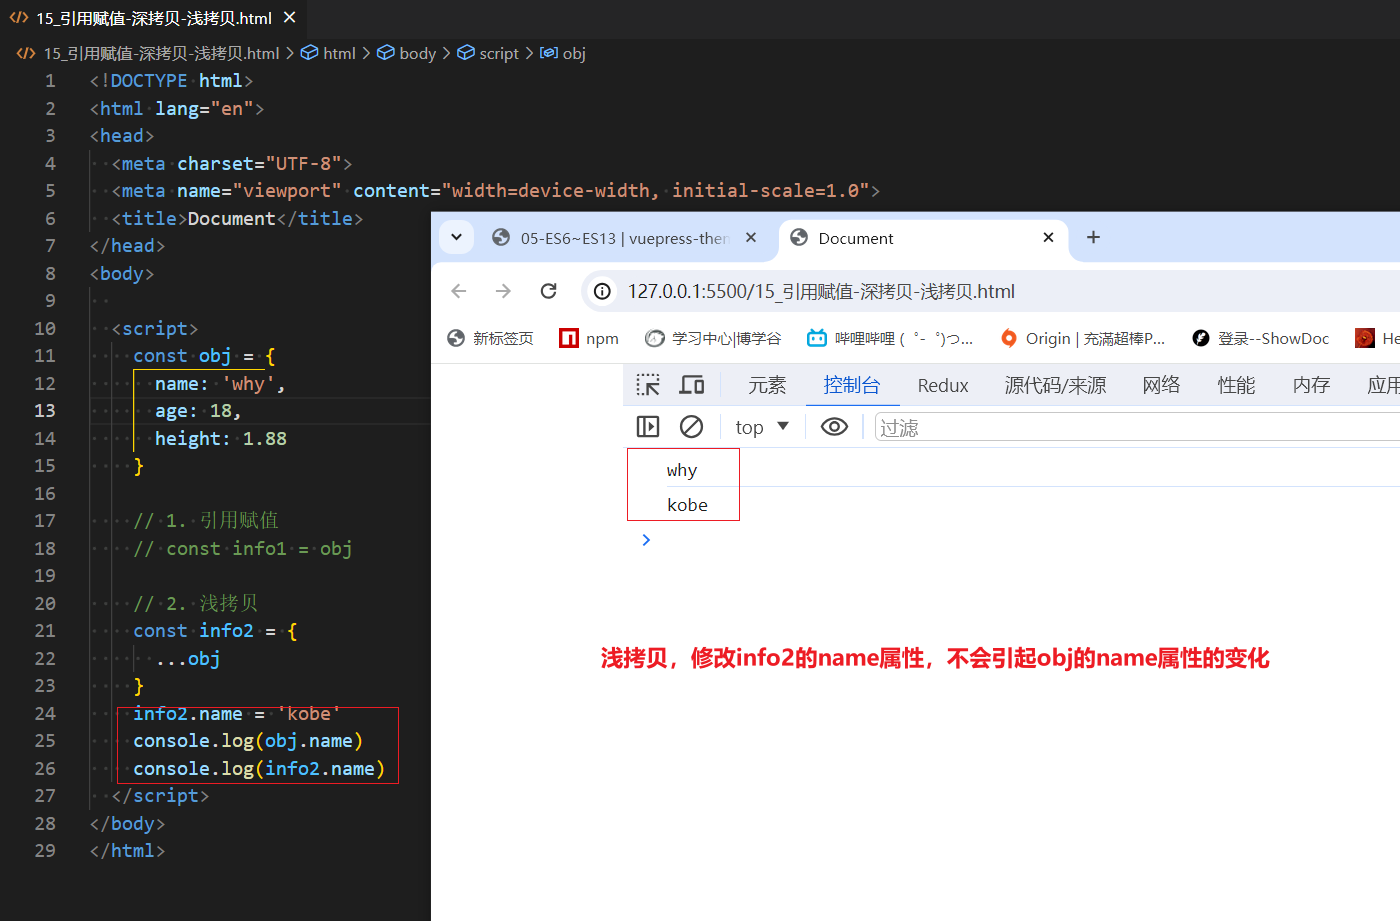 15_引用赋值-深拷贝-浅拷贝.html
15_引用赋值-深拷贝-浅拷贝.html > html > body > script > obj
1 <!DOCTYPE html>
2 <html lang="en">
3 <head>
4 <meta charset="UTF-8">
5 <meta name="viewport" content="width=device-width, initial-scale=1.0">
6 <title>Document</title>
7 </head>
8 <body>
9
10 <script>
11 const obj = {
12 name: 'why',
13 age: 18,
14 height: 1.88
15 }
16
17 // 1. 引用赋值
18 // const info1 = obj
19
20 // 2. 浅拷贝
21 const info2 = {
22 ...obj
23 }
24 info2.name = 'kobe'
25 console.log(obj.name)
26 console.log(info2.name)
27 </script>
28 </body>
29 </html>
05-ES6~ES13 | vuepress-then
Document
127.0.0.1:5500/15_引用赋值-深拷贝-浅拷贝.html
新标签页 npm 学习中心|博学谷 哔哩哔哩 ( ゜- ゜)つ... Origin | 充满超棒P... 登录--ShowDoc He
元素 控制台 Redux 源代码/来源 网络 性能 内存 应用
top 过滤
why
kobe
浅拷贝，修改info2的name属性，不会引起obj的name属性的变化